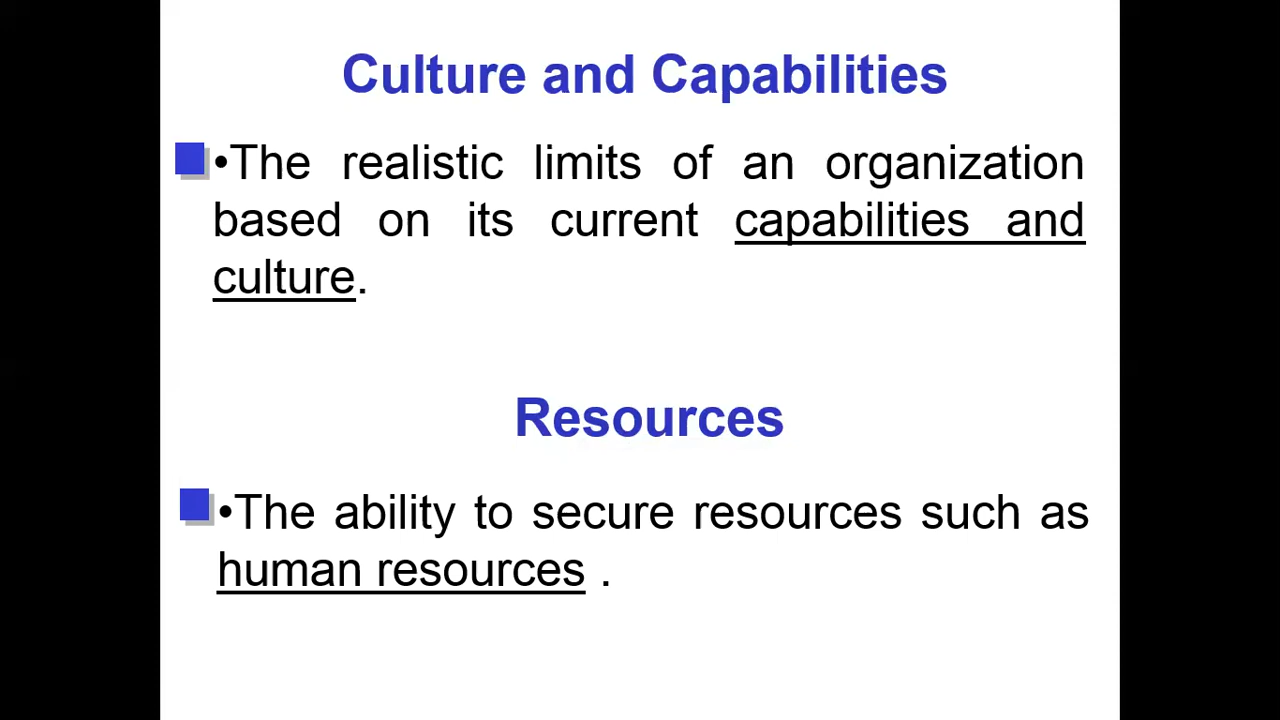 Culture and Capabilities
•The realistic limits of an organization
based on its current capabilities and
culture.
Resources
•The ability to secure resources such as
human resources .